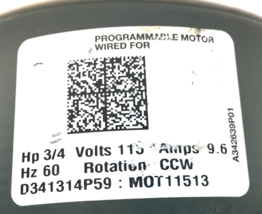 PROGRAMMABLE MOTOR
WIRED FOR
Hp 3/4 Volts 115 Amps 9.6
Hz 60 Rotation CCW
D341314P59 : MOT11513
A342639P01